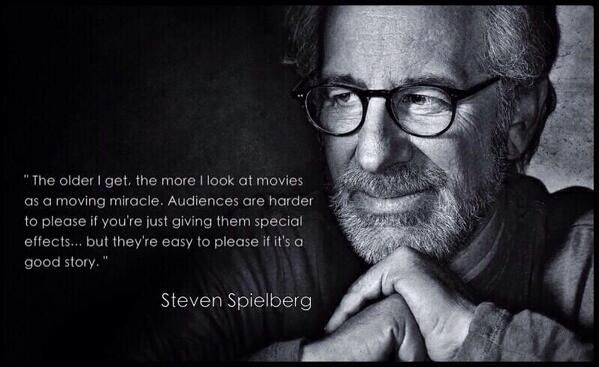 " The older I get, the more I look at movies
as a moving miracle. Audiences are harder
to please if you're just giving them special
effects... but they're easy to please if it's a
good story. "
Steven Spielberg